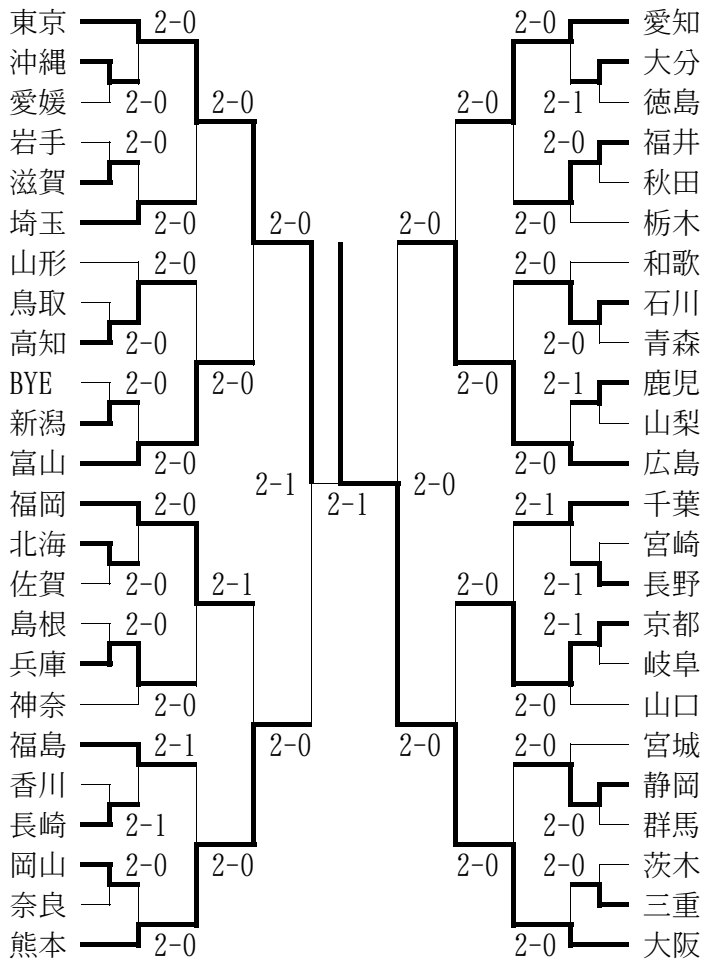 東京 2-0 2-0 愛知
沖縄 大分
愛媛 2-0 2-0 2-0 2-1 徳島
岩手 2-0 2-0 福井
滋賀 秋田
埼玉 2-0 2-0 2-0 2-0 栃木
山形 2-0 2-0 和歌
鳥取 石川
高知 2-0 2-0 青森
BYE 2-0 2-0 2-0 2-1 鹿児
新潟 山梨
富山 2-0 2-0 広島
2-1 2-1 2-0
福岡 2-0 2-1 千葉
北海 宮崎
佐賀 2-0 2-1 2-0 2-1 長野
島根 2-0 2-1 京都
兵庫 岐阜
神奈 2-0 2-0 山口
福島 2-1 2-0 2-0 2-0 宮城
香川 静岡
長崎 2-1 2-0 群馬
岡山 2-0 2-0 2-0 2-0 茨木
奈良 三重
熊本 2-0 2-0 大阪